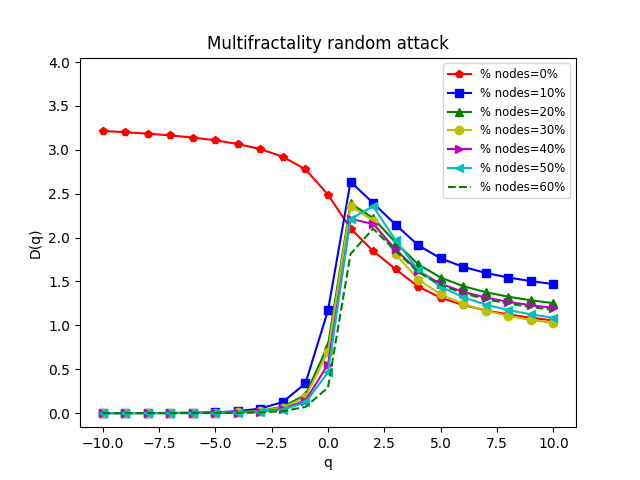 Multifractality random attack
4.0
3.5
3.0
2.5
2.0
1.5
1.0
0.5
0.0
D(q)
% nodes=0%
% nodes=10%
% nodes=20%
% nodes=30%
% nodes=40%
% nodes=50%
% nodes=60%
−10.0 −7.5 −5.0 −2.5 0.0 2.5 5.0 7.5 10.0
q